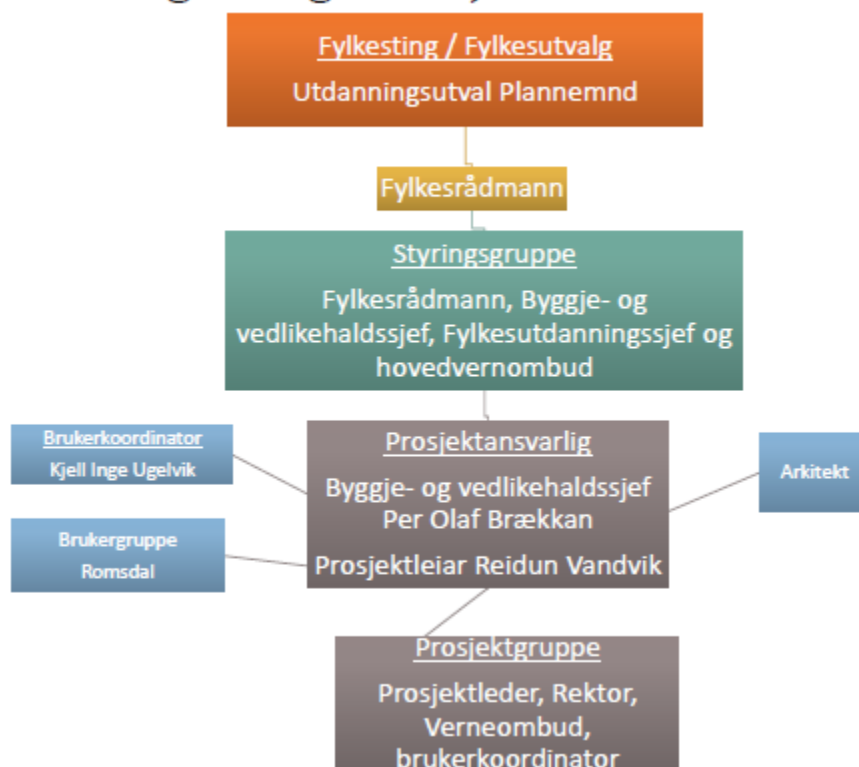 Fylkesting / Fylkesutvalg
Utdanningsutval Plannemnd
Fylkesrådmann
Styringsgruppe
Fylkesrådmann, Byggje- og
vedlikehaldssjef, Fylkesutdanningssjef og
hovedvernombud
Brukerkoordinator
Kjell Inge Ugelvik
Prosjektansvarlig
Byggje- og vedlikehaldssjef
Per Olaf Brækkan
Prosjektleiar Reidun Vandvik
Arkitekt
Brukergruppe
Romsdal
Prosjektgruppe
Prosjektleder, Rektor,
Verneombud,
brukerkoordinator